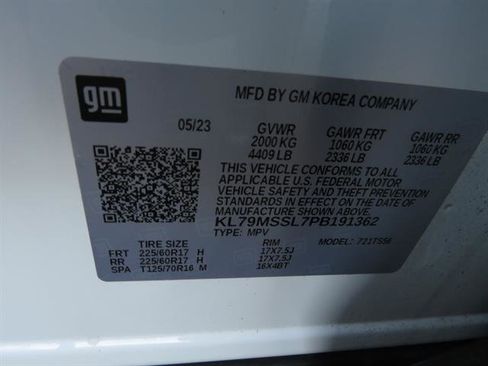 gm
MFD BY GM KOREA COMPANY
05/23 GVWR GAWR FRT GAWR RR
2000 KG 1060 KG 1060 KG
4409 LB 2336 LB 2336 LB
THIS VEHICLE CONFORMS TO ALL
APPLICABLE U.S. FEDERAL MOTOR
VEHICLE SAFETY AND THEFT PREVENTION
STANDARDS IN EFFECT ON THE DATE OF
KL79MSSL7PB191362
TYPE: MPV MODEL: 721TS56
TIRE SIZE RIM
FRT 225/60R17 H 17X7.5J
RR 225/60R17 H 17X7.5J
SPA T125/70R16 M 16X4BT